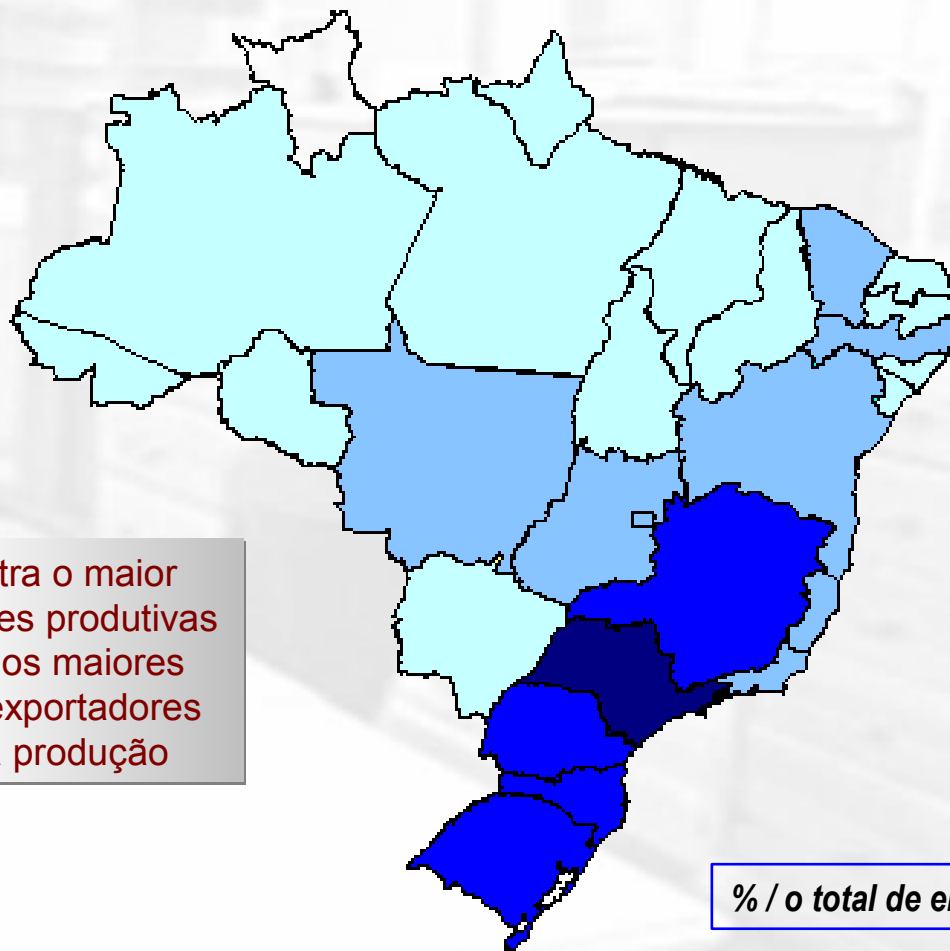 tra o maior
es produtivas
os maiores
exportadores
produção
% / o total de e